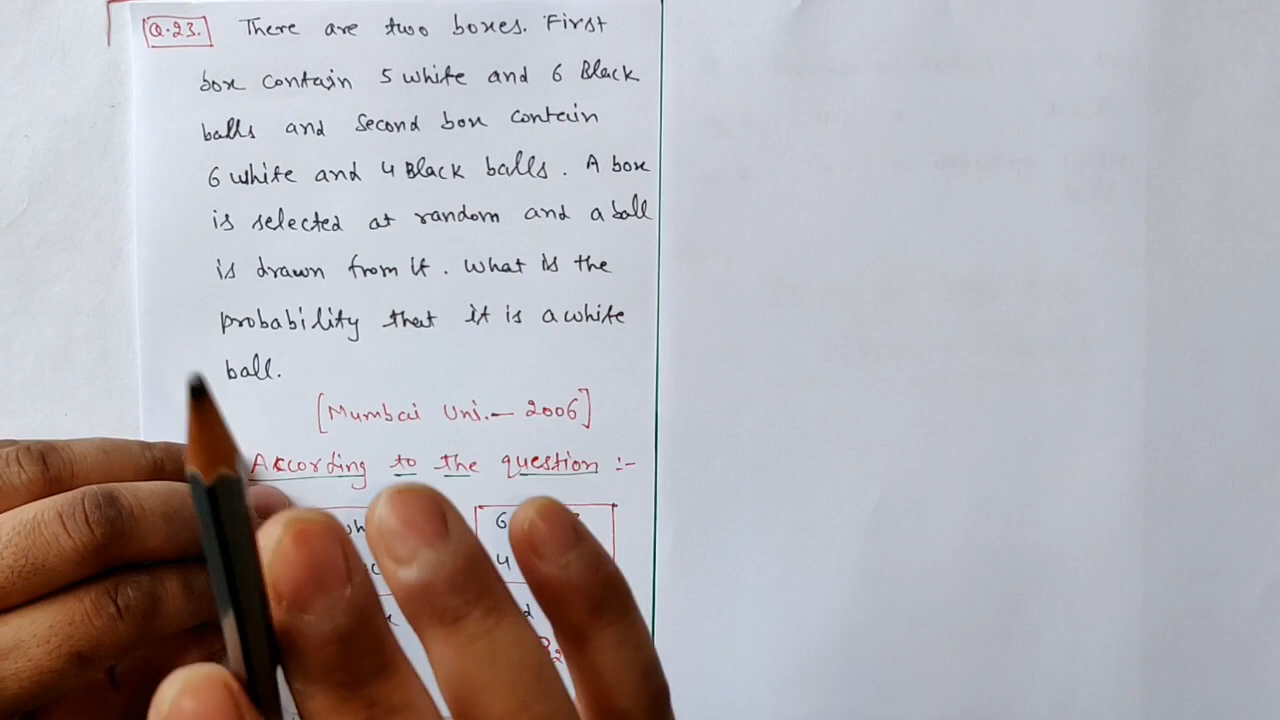 Q.23. There are two boxes. First
box contain 5 white and 6 Black
balls and second box contain
6 white and 4 Black balls. A box
is selected at random and a ball
is drawn from it. What is the
probability that it is a white
ball.
[Mumbai Uni. - 2006]
According to the question :-
6
4